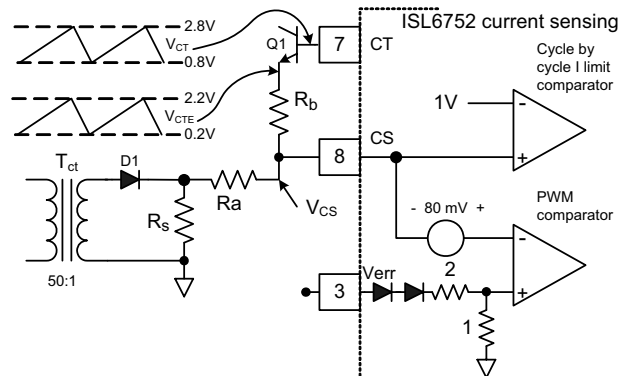 ISL6752 current sensing
2.8V
V_CT
0.8V
Q1
7
CT
Cycle by
cycle I limit
comparator
2.2V
V_CTE
0.2V
R_b
1V
-
+
8
CS
T_ct
D1
Ra
R_s
V_CS
50:1
- 80 mV +
PWM
comparator
-
+
3
Verr
2
1